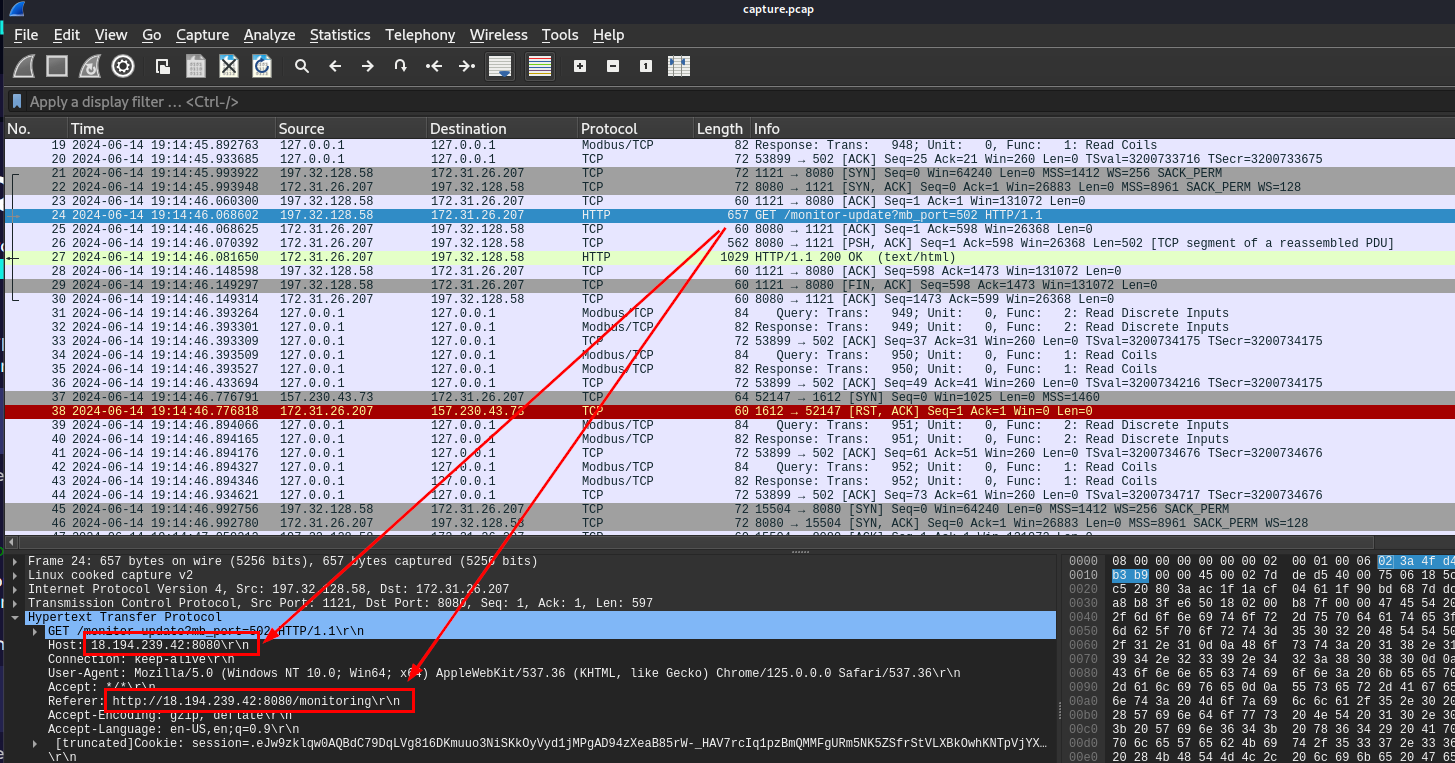 capture.pcap
File Edit View Go Capture Analyze Statistics Telephony Wireless Tools Help
Apply a display filter … <Ctrl-/>
No. Time Source Destination Protocol Length Info
19 2024-06-14 19:14:45.892763 127.0.0.1 127.0.0.1 Modbus/TCP 82 Response: Trans: 948; Unit: 0, Func: 1: Read Coils
20 2024-06-14 19:14:45.933685 127.0.0.1 127.0.0.1 TCP 72 53899 → 502 [ACK] Seq=25 Ack=21 Win=260 Len=0 TSval=3200733716 TSecr=3200733675
21 2024-06-14 19:14:45.993922 197.32.128.58 172.31.26.207 TCP 72 1121 → 8080 [SYN] Seq=0 Win=64240 Len=0 MSS=1412 WS=256 SACK_PERM
22 2024-06-14 19:14:45.993948 172.31.26.207 197.32.128.58 TCP 72 8080 → 1121 [SYN, ACK] Seq=0 Ack=1 Win=26883 Len=0 MSS=8961 SACK_PERM WS=128
23 2024-06-14 19:14:46.060300 197.32.128.58 172.31.26.207 TCP 60 1121 → 8080 [ACK] Seq=1 Ack=1 Win=131072 Len=0
24 2024-06-14 19:14:46.068602 197.32.128.58 172.31.26.207 HTTP 657 GET /monitor-update?mb_port=502 HTTP/1.1
25 2024-06-14 19:14:46.068625 172.31.26.207 197.32.128.58 TCP 60 8080 → 1121 [ACK] Seq=1 Ack=598 Win=26368 Len=0
26 2024-06-14 19:14:46.070392 172.31.26.207 197.32.128.58 TCP 562 8080 → 1121 [PSH, ACK] Seq=1 Ack=598 Win=26368 Len=502 [TCP segment of a reassembled PDU]
27 2024-06-14 19:14:46.081650 172.31.26.207 197.32.128.58 HTTP 1029 HTTP/1.1 200 OK (text/html)
28 2024-06-14 19:14:46.148598 197.32.128.58 172.31.26.207 TCP 60 1121 → 8080 [ACK] Seq=598 Ack=1473 Win=131072 Len=0
29 2024-06-14 19:14:46.149297 197.32.128.58 172.31.26.207 TCP 60 1121 → 8080 [FIN, ACK] Seq=598 Ack=1473 Win=131072 Len=0
30 2024-06-14 19:14:46.149314 172.31.26.207 197.32.128.58 TCP 60 8080 → 1121 [ACK] Seq=1473 Ack=599 Win=26368 Len=0
31 2024-06-14 19:14:46.393264 127.0.0.1 127.0.0.1 Modbus/TCP 84 Query: Trans: 949; Unit: 0, Func: 2: Read Discrete Inputs
32 2024-06-14 19:14:46.393301 127.0.0.1 127.0.0.1 Modbus/TCP 82 Response: Trans: 949; Unit: 0, Func: 2: Read Discrete Inputs
33 2024-06-14 19:14:46.393309 127.0.0.1 127.0.0.1 TCP 72 53899 → 502 [ACK] Seq=37 Ack=31 Win=260 Len=0 TSval=3200734175 TSecr=3200734175
34 2024-06-14 19:14:46.393509 127.0.0.1 127.0.0.1 Modbus/TCP 84 Query: Trans: 950; Unit: 0, Func: 1: Read Coils
35 2024-06-14 19:14:46.393527 127.0.0.1 127.0.0.1 Modbus/TCP 82 Response: Trans: 950; Unit: 0, Func: 1: Read Coils
36 2024-06-14 19:14:46.433694 127.0.0.1 127.0.0.1 TCP 72 53899 → 502 [ACK] Seq=49 Ack=41 Win=260 Len=0 TSval=3200734216 TSecr=3200734175
37 2024-06-14 19:14:46.776791 157.230.43.73 172.31.26.207 TCP 64 52147 → 1612 [SYN] Seq=0 Win=1025 Len=0 MSS=1460
38 2024-06-14 19:14:46.776818 172.31.26.207 157.230.43.73 TCP 60 1612 → 52147 [RST, ACK] Seq=1 Ack=1 Win=0 Len=0
39 2024-06-14 19:14:46.894066 127.0.0.1 127.0.0.1 Modbus/TCP 84 Query: Trans: 951; Unit: 0, Func: 2: Read Discrete Inputs
40 2024-06-14 19:14:46.894165 127.0.0.1 127.0.0.1 Modbus/TCP 82 Response: Trans: 951; Unit: 0, Func: 2: Read Discrete Inputs
41 2024-06-14 19:14:46.894176 127.0.0.1 127.0.0.1 TCP 72 53899 → 502 [ACK] Seq=61 Ack=51 Win=260 Len=0 TSval=3200734676 TSecr=3200734676
42 2024-06-14 19:14:46.894327 127.0.0.1 127.0.0.1 Modbus/TCP 84 Query: Trans: 952; Unit: 0, Func: 1: Read Coils
43 2024-06-14 19:14:46.894346 127.0.0.1 127.0.0.1 Modbus/TCP 82 Response: Trans: 952; Unit: 0, Func: 1: Read Coils
44 2024-06-14 19:14:46.934621 127.0.0.1 127.0.0.1 TCP 72 53899 → 502 [ACK] Seq=73 Ack=61 Win=260 Len=0 TSval=3200734717 TSecr=3200734676
45 2024-06-14 19:14:46.992756 197.32.128.58 172.31.26.207 TCP 72 15504 → 8080 [SYN] Seq=0 Win=64240 Len=0 MSS=1412 WS=256 SACK_PERM
46 2024-06-14 19:14:46.992780 172.31.26.207 197.32.128.58 TCP 72 8080 → 15504 [SYN, ACK] Seq=0 Ack=1 Win=26883 Len=0 MSS=8961 SACK_PERM WS=128
Frame 24: 657 bytes on wire (5256 bits), 657 bytes captured (5256 bits)
Linux cooked capture v2
Internet Protocol Version 4, Src: 197.32.128.58, Dst: 172.31.26.207
Transmission Control Protocol, Src Port: 1121, Dst Port: 8080, Seq: 1, Ack: 1, Len: 597
Hypertext Transfer Protocol
GET /monitor-update?mb_port=502 HTTP/1.1\r\n
Host: 18.194.239.42:8080\r\n
Connection: keep-alive\r\n
User-Agent: Mozilla/5.0 (Windows NT 10.0; Win64; x64) AppleWebKit/537.36 (KHTML, like Gecko) Chrome/125.0.0.0 Safari/537.36\r\n
Accept: */*\r\n
Referer: http://18.194.239.42:8080/monitoring\r\n
Accept-Encoding: gzip, deflate\r\n
Accept-Language: en-US,en;q=0.9\r\n
[truncated]Cookie: session=.eJw9zklqw0AQBdC79DqLVg816DKmuuo3NiSKkOyVyd1jMPgAD94zXeaB85rW-_HAV7rcIq1pzBmQMMFgURm5NK5ZSfrStVLXBkOwhKNTpVjYX…
\r\n
0000 08 00 00 00 00 00 00 02 00 01 00 06 02 3a 4f d4
0010 b3 b9 00 00 45 00 02 7d de d5 40 00 75 06 18 5c
0020 c5 20 80 3a ac 1f 1a cf 04 61 1f 90 bd 68 7d dc
0030 a8 b8 3f e6 50 18 02 00 b8 7f 00 00 47 45 54 20
0040 2f 6d 6f 6e 69 74 6f 72 2d 75 70 64 61 74 65 3f
0050 6d 62 5f 70 6f 72 74 3d 35 30 32 20 48 54 54 50
0060 2f 31 2e 31 0d 0a 48 6f 73 74 3a 20 31 38 2e 31
0070 39 34 2e 32 33 39 2e 34 32 3a 38 30 38 30 0d 0a
0080 43 6f 6e 6e 65 63 74 69 6f 6e 3a 20 6b 65 65 70
0090 2d 61 6c 69 76 65 0d 0a 55 73 65 72 2d 41 67 65
00a0 6e 74 3a 20 4d 6f 7a 69 6c 6c 61 2f 35 2e 30 20
00b0 28 57 69 6e 64 6f 77 73 20 4e 54 20 31 30 2e 30
00c0 3b 20 57 69 6e 36 34 3b 20 78 36 34 29 20 41 70
00d0 70 6c 65 57 65 62 4b 69 74 2f 35 33 37 2e 33 36
00e0 20 28 4b 48 54 4d 4c 2c 20 6c 69 6b 65 20 47 65